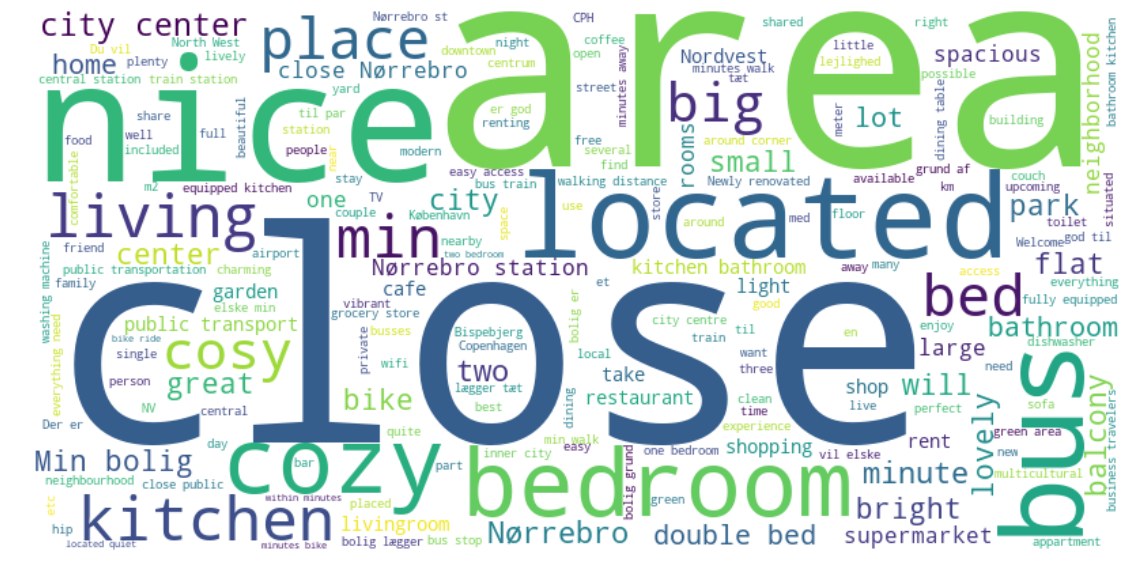 city center
Nørrebro st
CPH
coffee
shared
right
Du vil
North West
lively
place
downtown
night
open
Nordvest
little
lejlighed
spacious
home
plenty
close Nørrebro
centrum
minutes away
minutes walk
tæt
possible
neighborhood
bathroom kitchen
central station
train station
nice
area
yard
street
big
meter
lot
dining table
building
share
food
well
full
included
beautiful
til par
station
er god
renting
free
people
near
modern
several
find
rooms
around corner
small
comfortable
m2
equipped kitchen
stay
easy access
bus train
walking distance
Newly renovated
available
grund af
km
couch
upcoming
situated
living
one
TV
couple
København
city
space
use
store
located
around
med
floor
park
toilet
Welcome
god til
friend
center
airport
min
nearby
two bedroom
away
many
flat
everything
washing machine
public transportation
charming
family
Nørrebro station
et
kitchen bathroom
light
good
access
bed
fully equipped
garden
elske min
vibrant
cafe
grocery store
close
public transport
bike ride
busses
private
Bispebjerg
Copenhagen
bolig er
city centre
train
til
en
enjoy
bathroom
dishwasher
everything need
single
cosy
wifi
two
local
want
three
large
need
person
great
lægger tæt
take
shop
live
will
perfect
sofa
NV
central
bike
best
dining
restaurant
clean
time
experience
lovely
balcony
business travelers
Der er
day
quite
inner city
min walk
easy
one bedroom
shopping
vil elske
rent
green area
new
bus
Min bolig
cozy
bar
part
bedroom
bolig grund
minute
multicultural
neighbourhood
close public
within minutes
placed
green
bright
etc
hip
kitchen
livingroom
Nørrebro
double bed
supermarket
located quiet
minutes bike
bolig lægger
bus stop
appartment